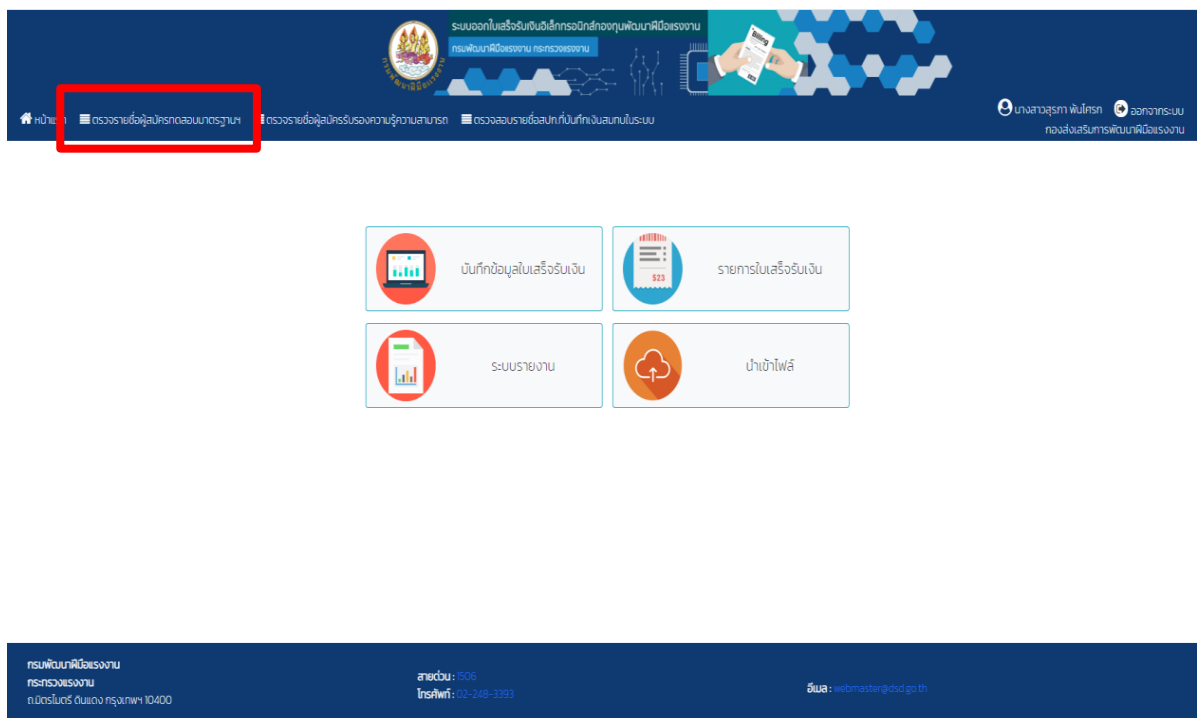 ระบบออกใบเสร็จรับเงินอิเล็กทรอนิกส์กองทุนพัฒนาฝีมือแรงงาน
กรมพัฒนาฝีมือแรงงาน กระทรวงแรงงาน
Billing
กรมพัฒนาฝีมือแรงงาน
หน้าแรก ตรวจรายชื่อผู้สมัครทดสอบมาตรฐานฯ ตรวจรายชื่อผู้สมัครรับรองความรู้ความสามารถ ตรวจสอบรายชื่อสปก.ที่บันทึกเงินสมทบในระบบ
นางสาวสุรภา พันโภรก ออกจากระบบ
กองส่งเสริมการพัฒนาฝีมือแรงงาน
บันทึกข้อมูลใบเสร็จรับเงิน
$23
รายการใบเสร็จรับเงิน
ระบบรายงาน
นำเข้าไฟล์
กรมพัฒนาฝีมือแรงงาน
กระทรวงแรงงาน
ถ.มิตรไมตรี ดินแดง กรุงเทพฯ 10400
สายด่วน : 1506
โทรศัพท์ : 02-248-3393
อีเมล : webmaster@dsd.go.th